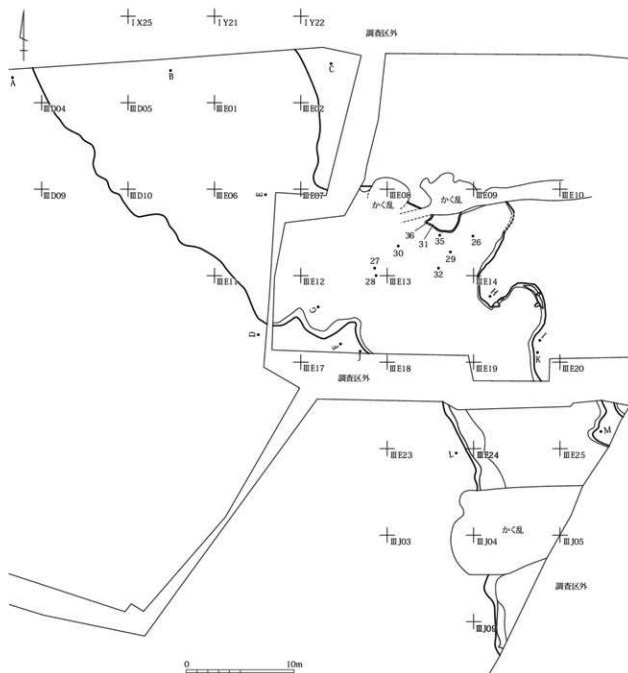 IX25
IY21
IY22
調査区外
A
B
C
ⅢD04
ⅢD05
ⅢE01
ⅢE02
ⅢD09
ⅢD10
ⅢE06
E
ⅢE07
ⅢE08
かく乱
かく乱
ⅢE09
ⅢE10
36
31
35
26
30
29
27
28
32
ⅢE11
ⅢE12
ⅢE13
ⅢE14
H
G
D
F
J
I
K
ⅢE17
ⅢE18
ⅢE19
ⅢE20
調査区外
M
ⅢE23
L
ⅢE24
ⅢE25
ⅢJ03
ⅢJ04
かく乱
ⅢJ05
調査区外
ⅢJ09
0
10m